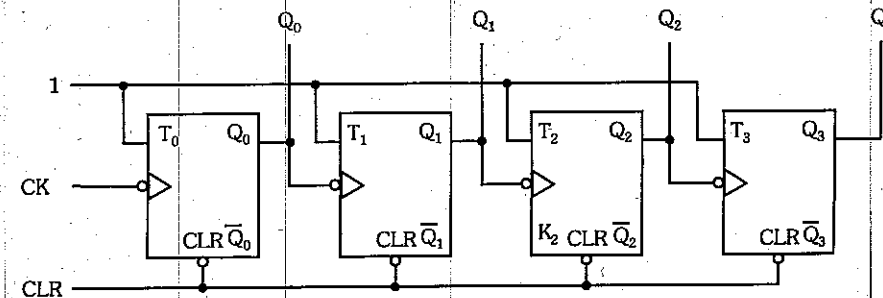 Q₀ Q₁ Q₂ Q
1
T₀ Q₀ T₁ Q₁ T₂ Q₂ T₃ Q₃
CK
K₂
CLR Q̅₀ CLR Q̅₁ CLR Q̅₂ CLR Q̅₃
CLR